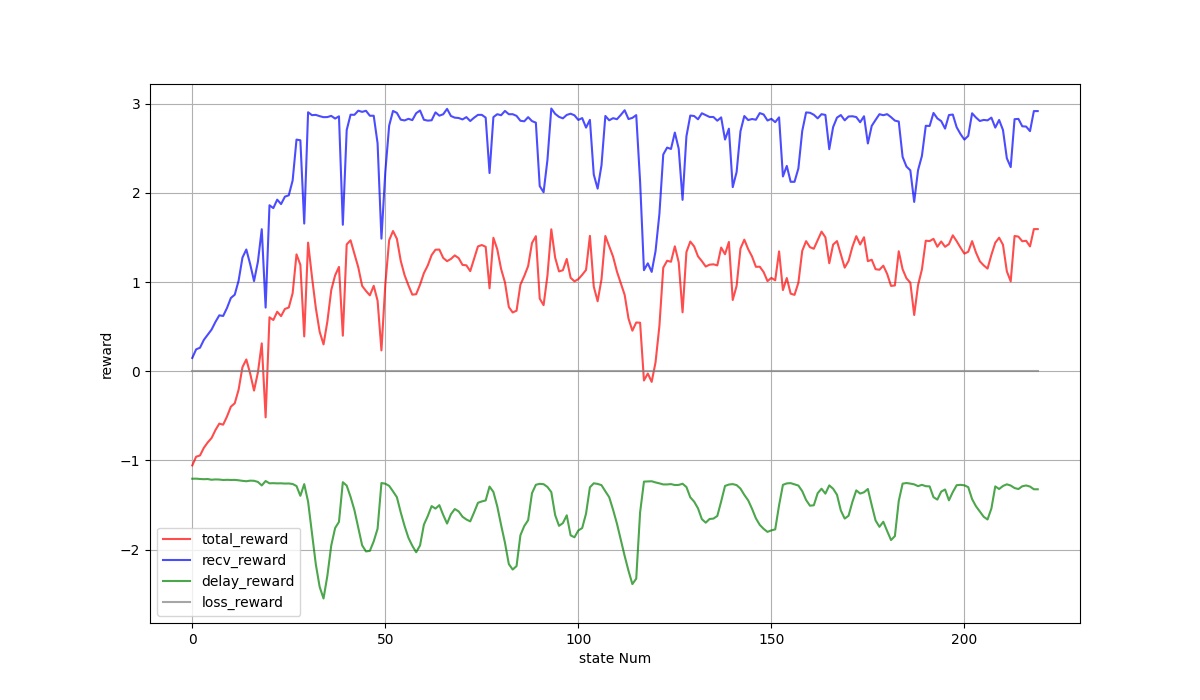 3
2
1
0
−1
−2
reward
total_reward
recv_reward
delay_reward
loss_reward
0 50 100 150 200
state Num